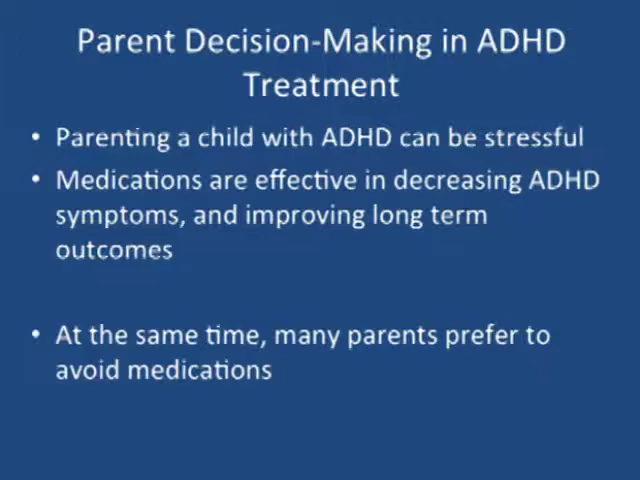 Parent Decision-Making in ADHD
Treatment
• Parenting a child with ADHD can be stressful
• Medications are effective in decreasing ADHD
symptoms, and improving long term
outcomes
• At the same time, many parents prefer to
avoid medications